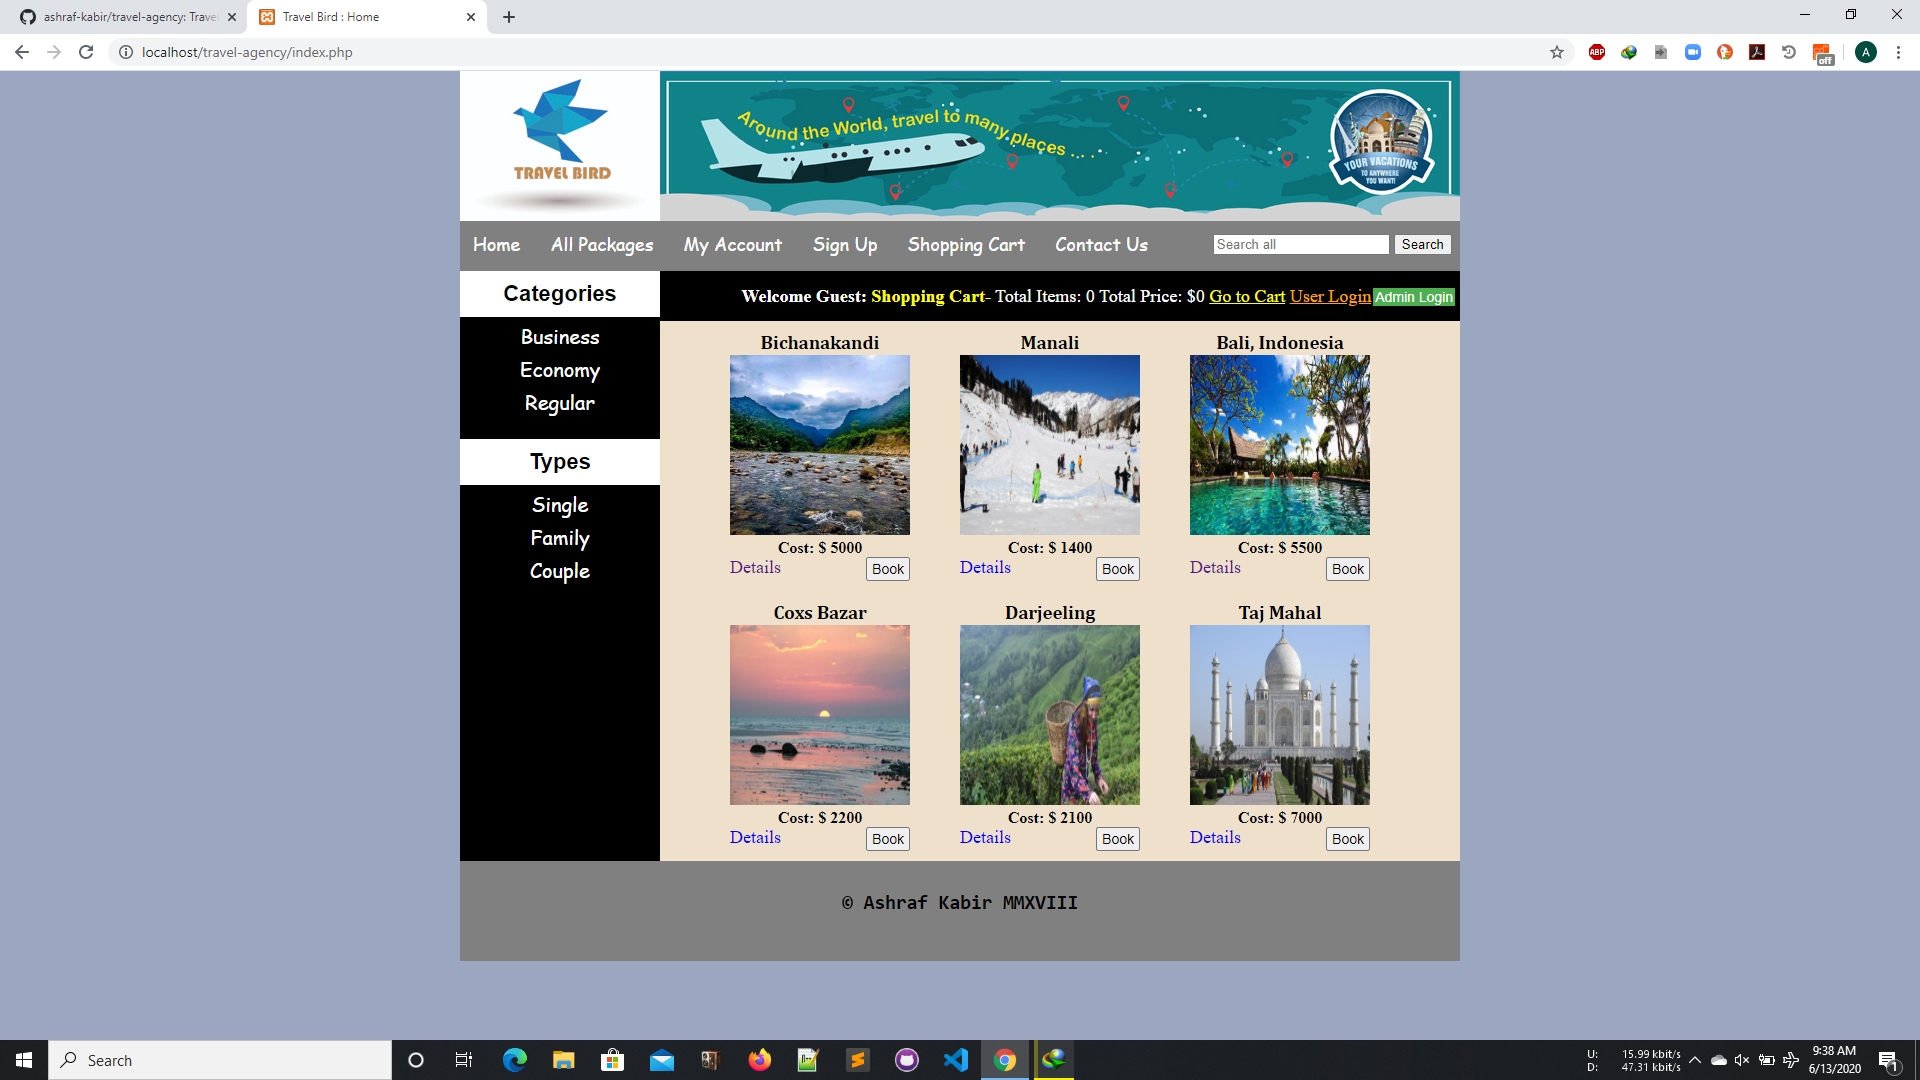 ashraf-kabir/travel-agency: Trave
Travel Bird : Home
localhost/travel-agency/index.php
ABP
off
A
TRAVEL BIRD
Around the World, travel to many places . . . .
YOUR VACATIONS
TO ANYWHERE
YOU WANT!
Home All Packages My Account Sign Up Shopping Cart Contact Us Search all Search
Categories
Business
Economy
Regular
Types
Single
Family
Couple
Welcome Guest: Shopping Cart- Total Items: 0 Total Price: $0 Go to Cart User Login Admin Login
Bichanakandi Manali Bali, Indonesia
Cost: $ 5000 Cost: $ 1400 Cost: $ 5500
Details Book Details Book Details Book
Coxs Bazar Darjeeling Taj Mahal
Cost: $ 2200 Cost: $ 2100 Cost: $ 7000
Details Book Details Book Details Book
© Ashraf Kabir MMXVIII
Search
U: 15.99 kbit/s
D: 47.31 kbit/s
9:38 AM
6/13/2020
1